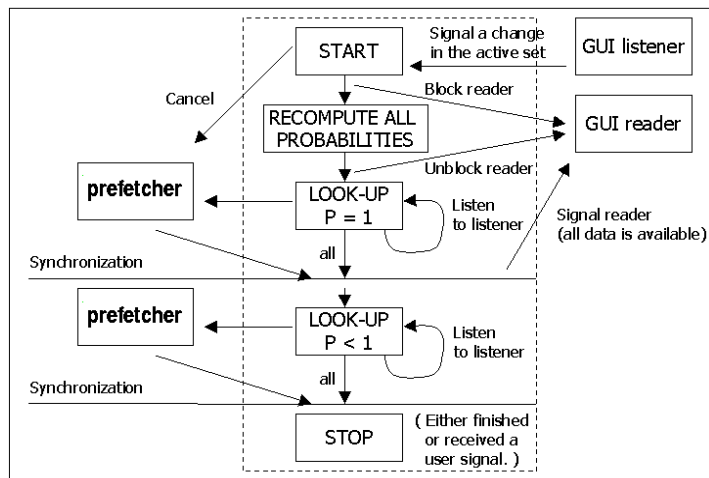 START
Signal a change
in the active set
GUI listener
Cancel
Block reader
RECOMPUTE ALL
PROBABILITIES
GUI reader
Unblock reader
prefetcher
LOOK-UP
P = 1
Listen
to listener
Signal reader
(all data is available)
all
Synchronization
prefetcher
LOOK-UP
P < 1
Listen
to listener
all
Synchronization
STOP
( Either finished
or received a
user signal. )